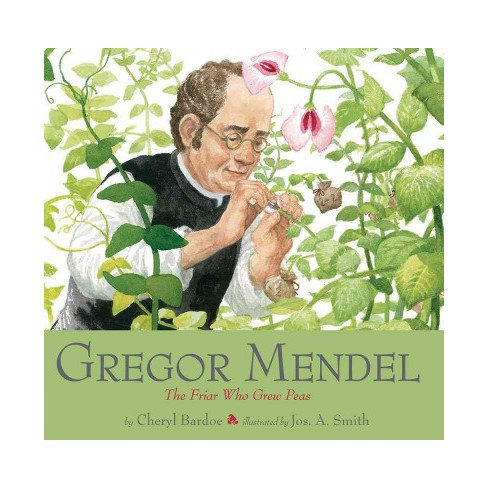 GREGOR MENDEL
The Friar Who Grew Peas
by Cheryl Bardoe illustrated by Jos. A. Smith